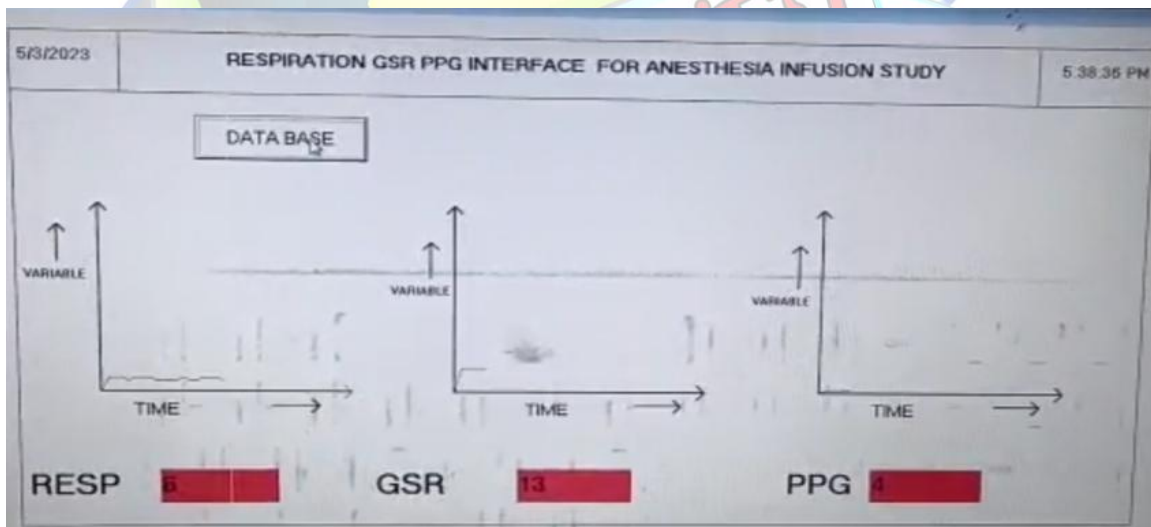 5/3/2023
RESPIRATION GSR PPG INTERFACE FOR ANESTHESIA INFUSION STUDY
5:38:35 PM
DATA BASE
VARIABLE
VARIABLE
VARIABLE
TIME
TIME
TIME
RESP 6
GSR 13
PPG 4